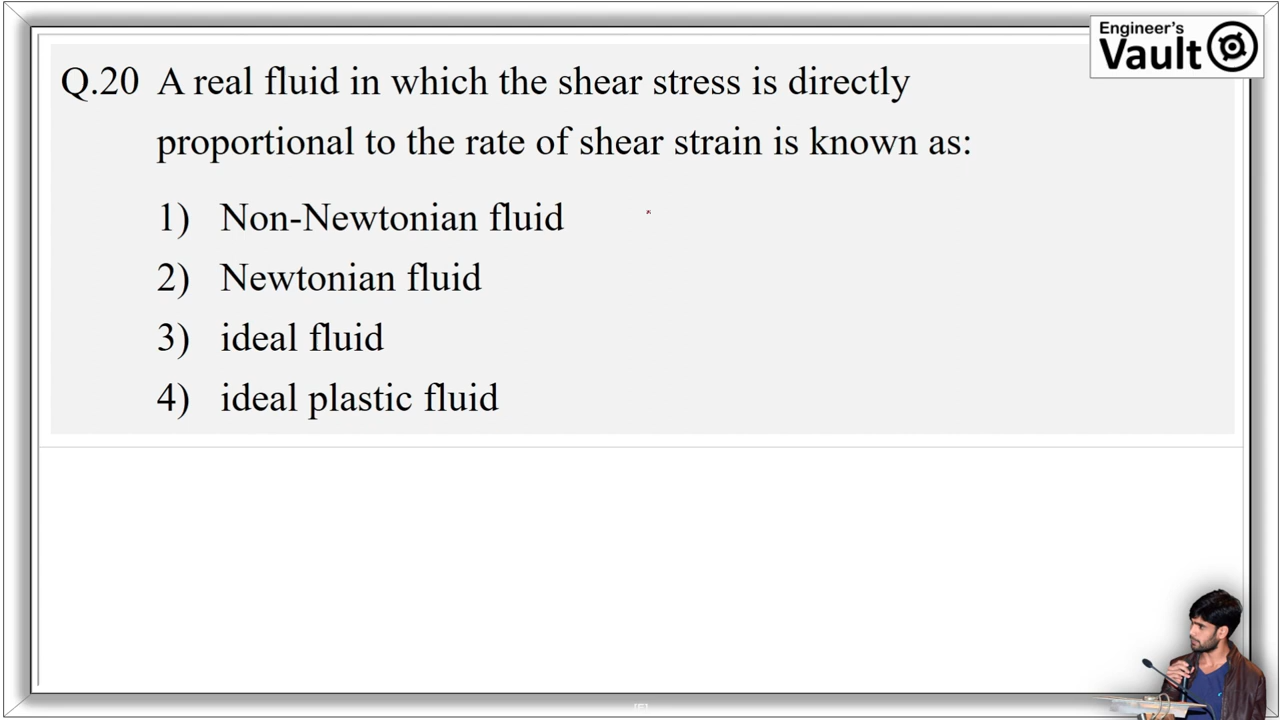 Engineer's
Vault
Q.20 A real fluid in which the shear stress is directly
proportional to the rate of shear strain is known as:
1) Non-Newtonian fluid
2) Newtonian fluid
3) ideal fluid
4) ideal plastic fluid